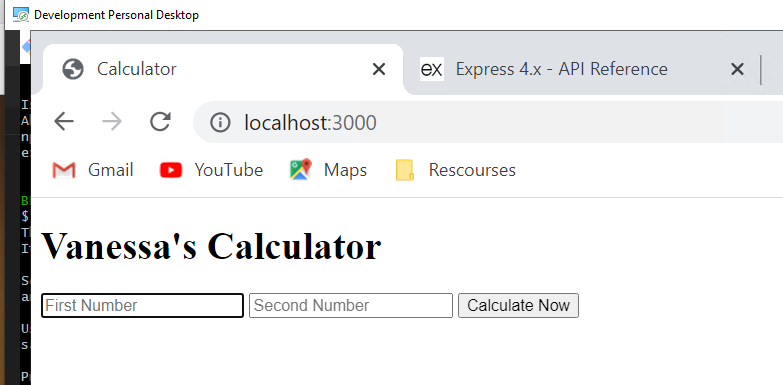 Development Personal Desktop
Calculator
ex Express 4.x - API Reference
localhost:3000
Gmail YouTube Maps Rescourses
Vanessa's Calculator
First Number Second Number Calculate Now